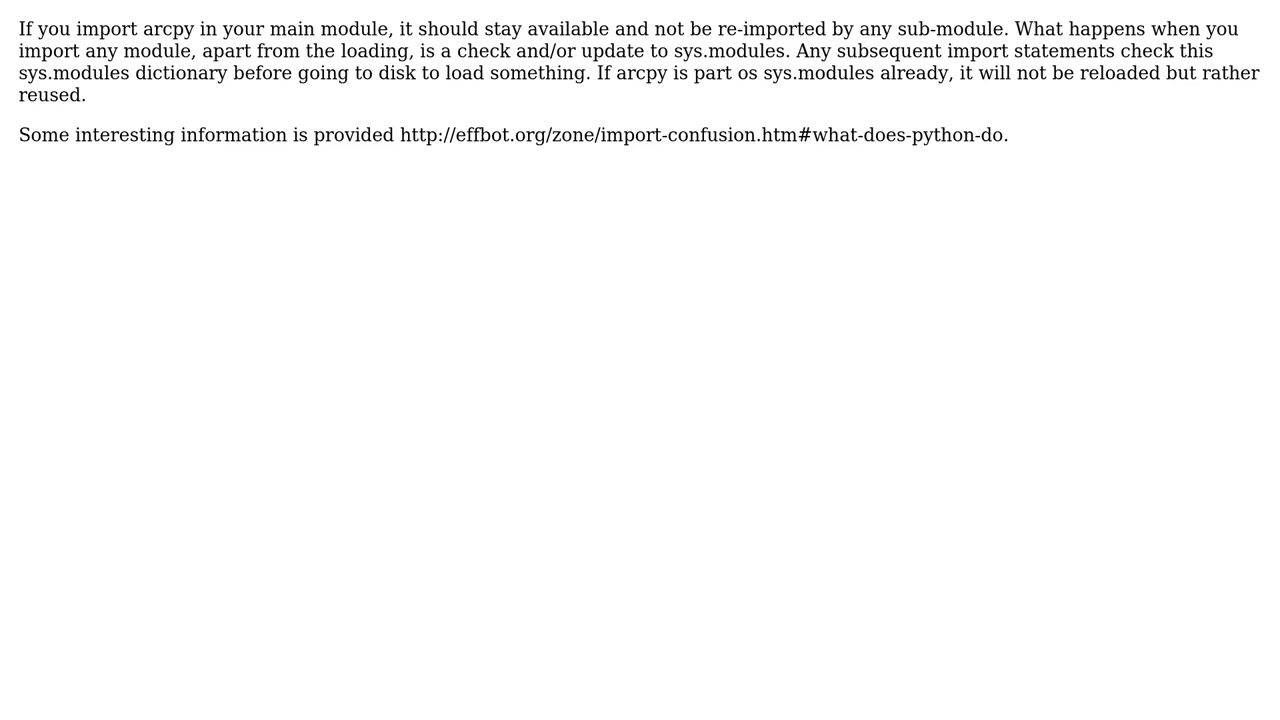 If you import arcpy in your main module, it should stay available and not be re-imported by any sub-module. What happens when you
import any module, apart from the loading, is a check and/or update to sys.modules. Any subsequent import statements check this
sys.modules dictionary before going to disk to load something. If arcpy is part os sys.modules already, it will not be reloaded but rather
reused.
Some interesting information is provided http://effbot.org/zone/import-confusion.htm#what-does-python-do.